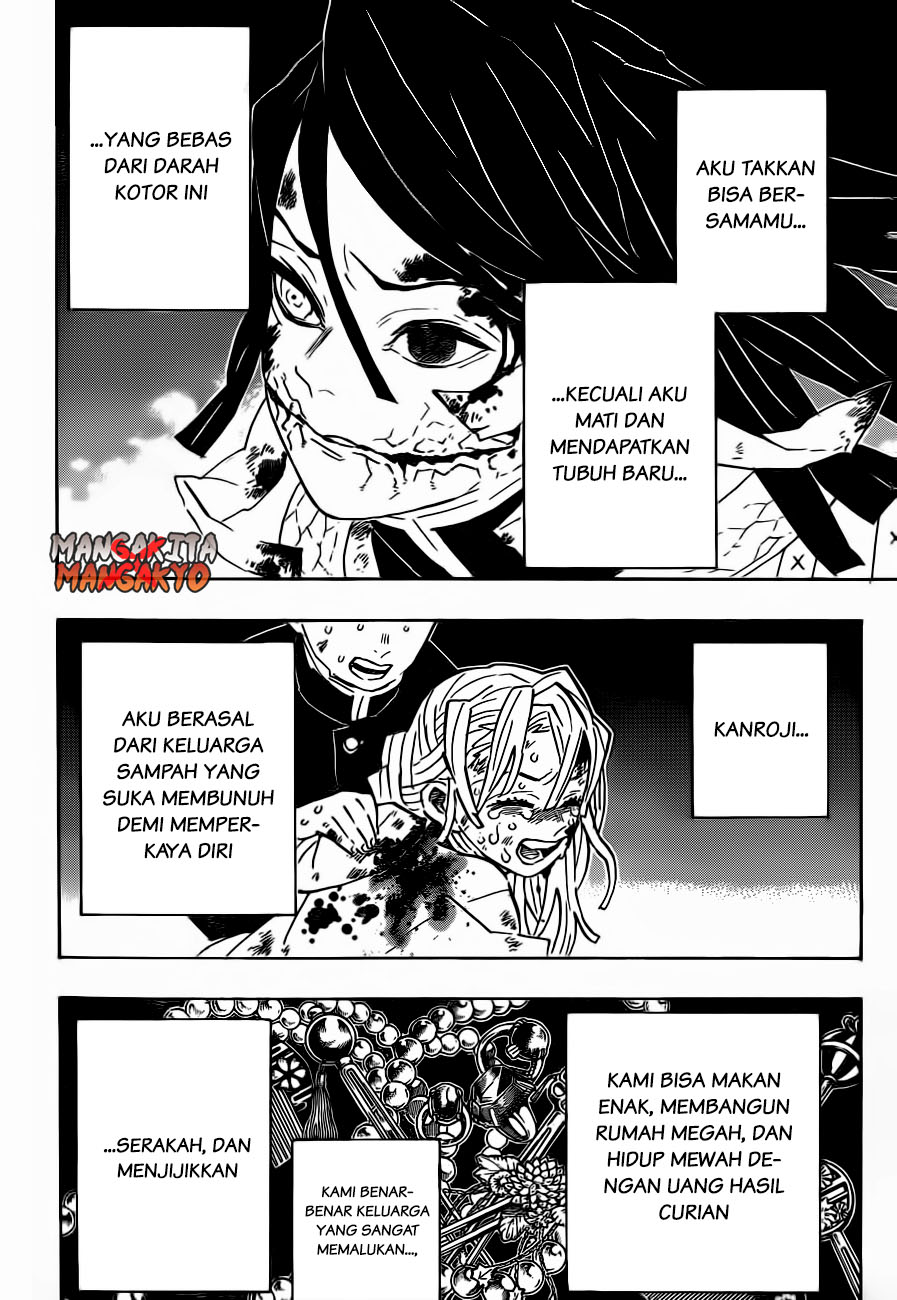 AKU TAKKAN
BISA BER-
SAMAMU...
...KECUALI AKU
MATI DAN
MENDAPATKAN
TUBUH BARU...
...YANG BEBAS
DARI DARAH
KOTOR INI
MANGAKITA
MANGAKYO
KANROJI...
AKU BERASAL
DARI KELUARGA
SAMPAH YANG
SUKA MEMBUNUH
DEMI MEMPER-
KAYA DIRI
KAMI BISA MAKAN
ENAK, MEMBANGUN
RUMAH MEGAH, DAN
HIDUP MEWAH DE-
NGAN UANG HASIL
CURIAN
KAMI BENAR-
BENAR KELUARGA
YANG SANGAT
MEMALUKAN...,
...SERAKAH, DAN
MENJIJIKKAN